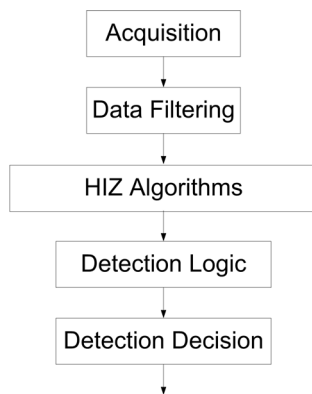 Acquisition
Data Filtering
HIZ Algorithms
Detection Logic
Detection Decision